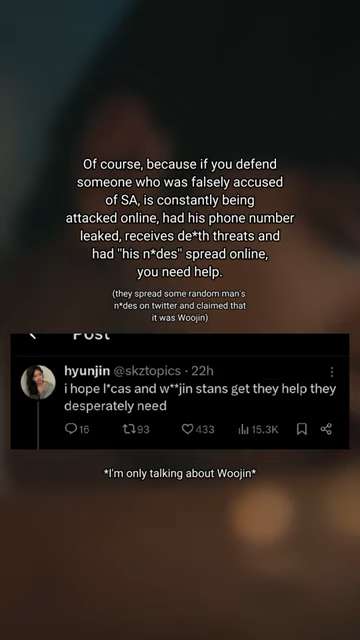 Of course, because if you defend
someone who was falsely accused
of SA, is constantly being
attacked online, had his phone number
leaked, receives de*th threats and
had "his n*des" spread online,
you need help.
(they spread some random man's
n*des on twitter and claimed that
it was Woojin)
Post
hyunjin @skztopics · 22h
i hope l*cas and w**jin stans get they help they
desperately need
16 93 433 15.3K
*I'm only talking about Woojin*